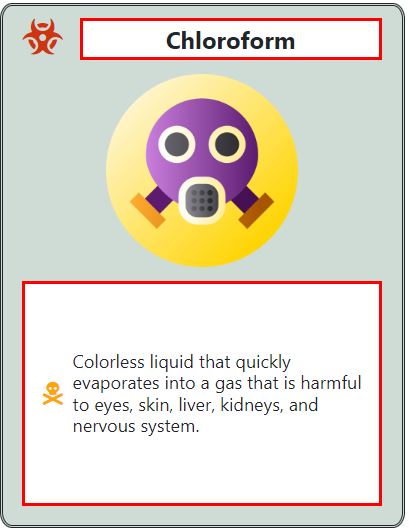 Chloroform
Colorless liquid that quickly
evaporates into a gas that is harmful
to eyes, skin, liver, kidneys, and
nervous system.